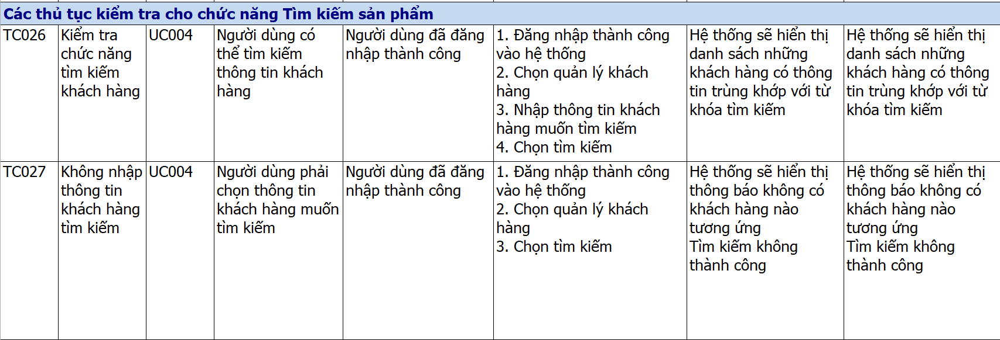 Các thủ tục kiểm tra cho chức năng Tìm kiếm sản phẩm
TC026
Kiểm tra
chức năng
tìm kiếm
khách hàng
UC004
Người dùng có
thể tìm kiếm
thông tin khách
hàng
Người dùng đã đăng
nhập thành công
1. Đăng nhập thành công
vào hệ thống
2. Chọn quản lý khách
hàng
3. Nhập thông tin khách
hàng muốn tìm kiếm
4. Chọn tìm kiếm
Hệ thống sẽ hiển thị
danh sách những
khách hàng có thông
tin trùng khớp với từ
khóa tìm kiếm
Hệ thống sẽ hiển thị
danh sách những
khách hàng có thông
tin trùng khớp với từ
khóa tìm kiếm
TC027
Không nhập
thông tin
khách hàng
tìm kiếm
UC004
Người dùng phải
chọn thông tin
khách hàng muốn
tìm kiếm
Người dùng đã đăng
nhập thành công
1. Đăng nhập thành công
vào hệ thống
2. Chọn quản lý khách
hàng
3. Chọn tìm kiếm
Hệ thống sẽ hiển thị
thông báo không có
khách hàng nào
tương ứng
Tìm kiếm không
thành công
Hệ thống sẽ hiển thị
thông báo không có
khách hàng nào
tương ứng
Tìm kiếm không
thành công